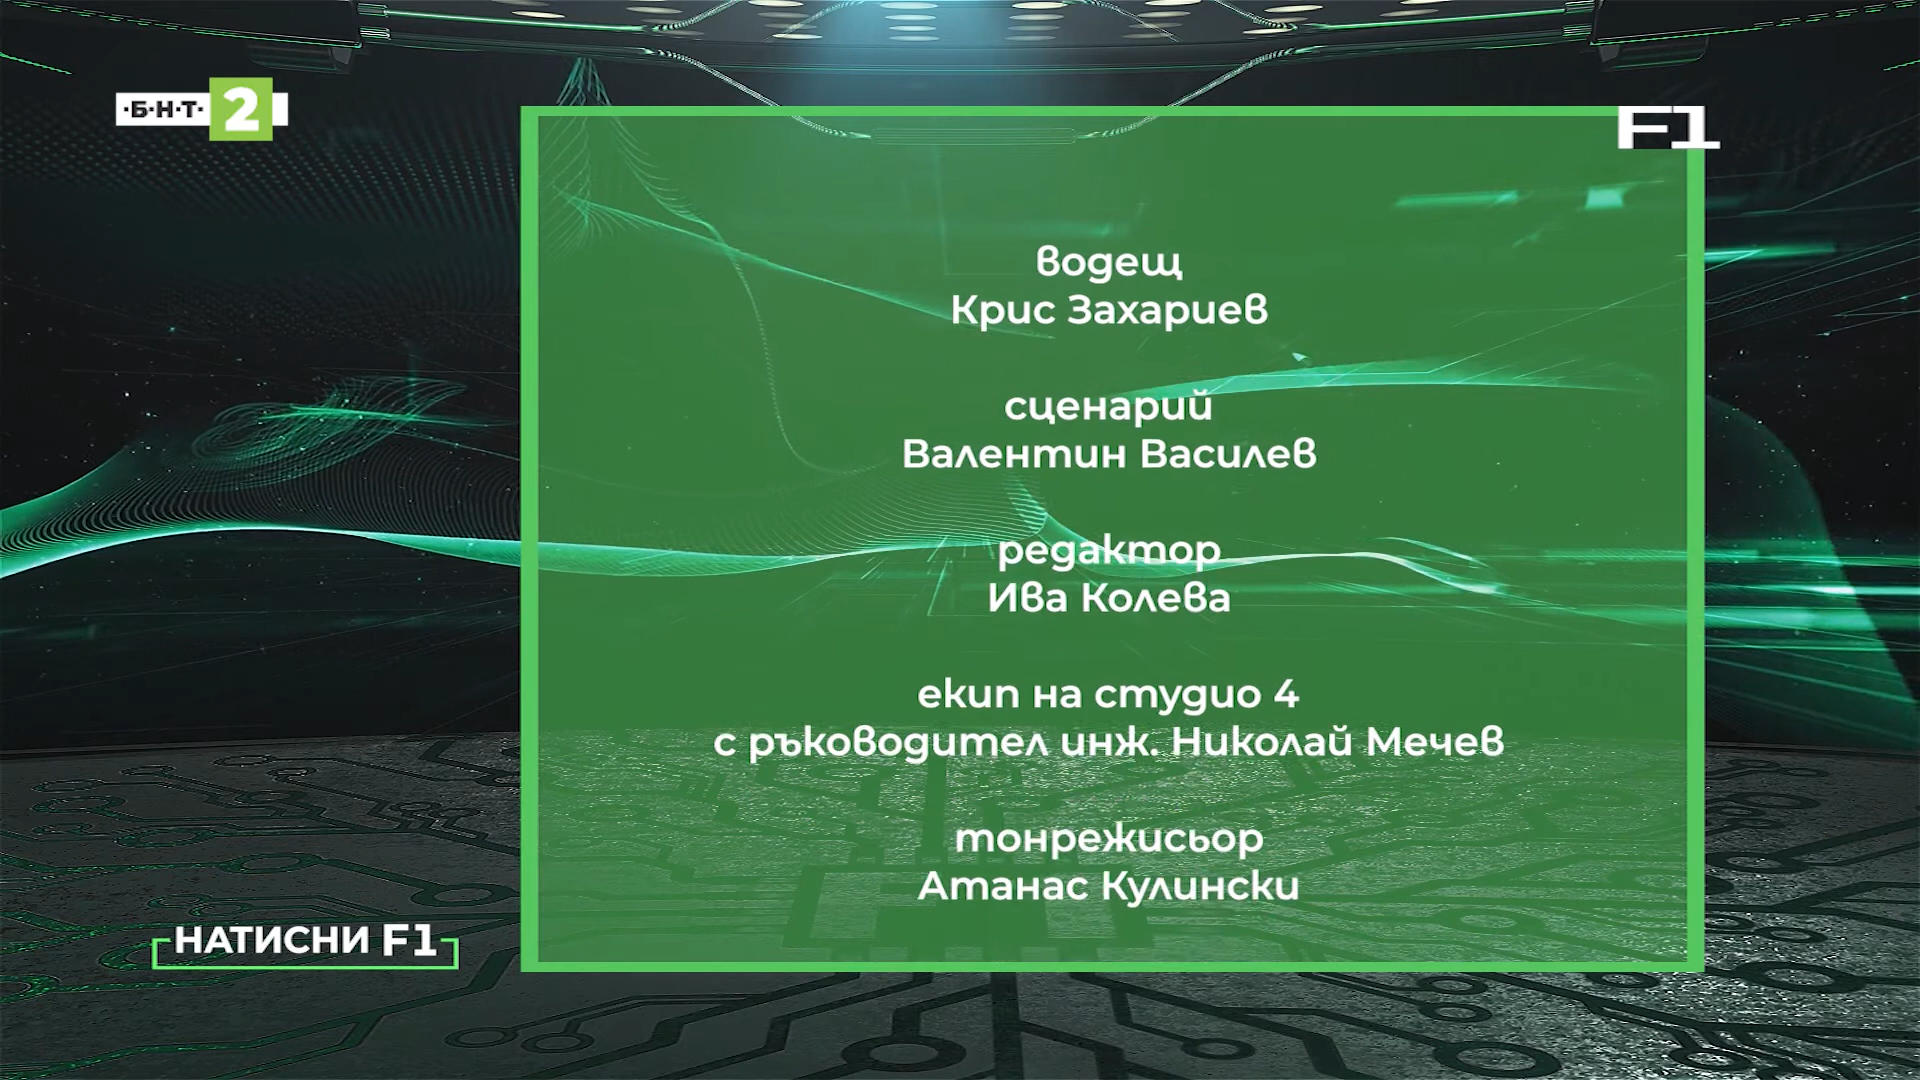 ·Б·Н·Т· 2
F1
водещ
Крис Захариев
сценарий
Валентин Василев
редактор
Ива Колева
екип на студио 4
с ръководител инж. Николай Мечев
тонрежисьор
Атанас Кулински
НАТИСНИ F1